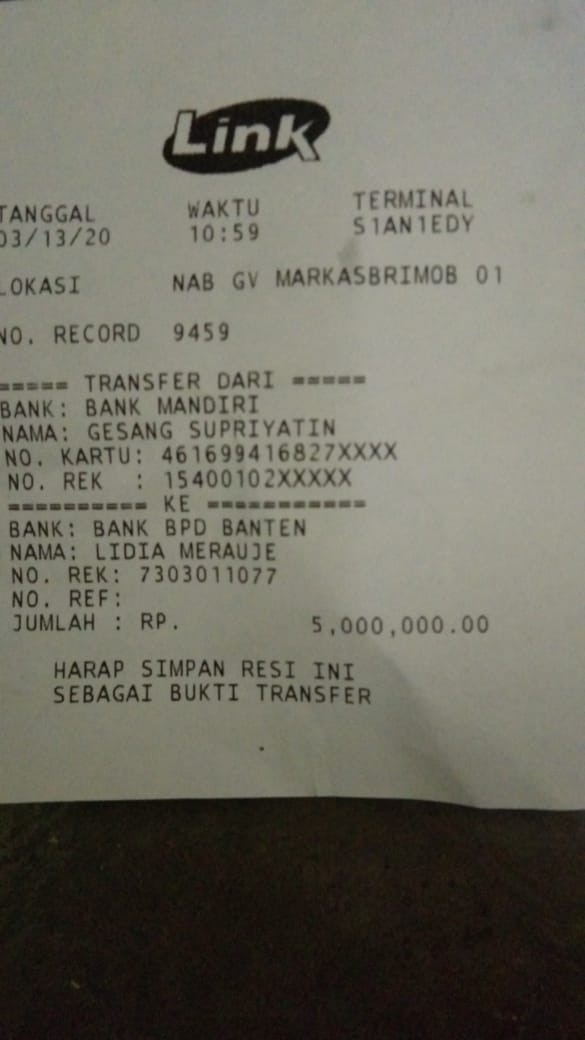 Link
TANGGAL WAKTU TERMINAL
03/13/20 10:59 S1AN1EDY
LOKASI NAB GV MARKASBRIMOB 01
NO. RECORD 9459
===== TRANSFER DARI =====
BANK: BANK MANDIRI
NAMA: GESANG SUPRIYATIN
NO. KARTU: 461699416827XXXX
NO. REK : 15400102XXXXX
========== KE ===========
BANK: BANK BPD BANTEN
NAMA: LIDIA MERAUJE
NO. REK: 7303011077
NO. REF:
JUMLAH : RP. 5,000,000.00
HARAP SIMPAN RESI INI
SEBAGAI BUKTI TRANSFER